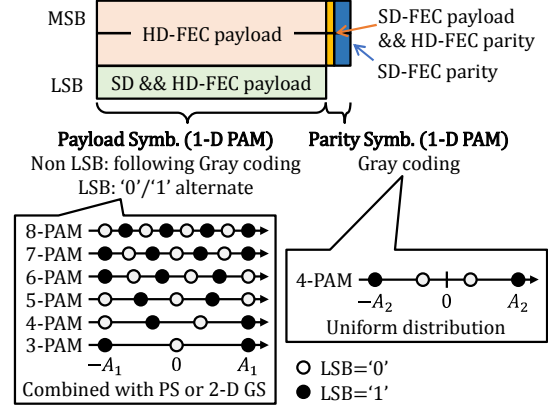 MSB
HD-FEC payload
SD-FEC payload
&& HD-FEC parity
SD-FEC parity
LSB
SD && HD-FEC payload
Payload Symb. (1-D PAM)
Non LSB: following Gray coding
LSB: '0'/'1' alternate
Parity Symb. (1-D PAM)
Gray coding
8-PAM
7-PAM
6-PAM
5-PAM
4-PAM
3-PAM
−A₁ 0 A₁
Combined with PS or 2-D GS
4-PAM
−A₂ 0 A₂
Uniform distribution
LSB='0'
LSB='1'